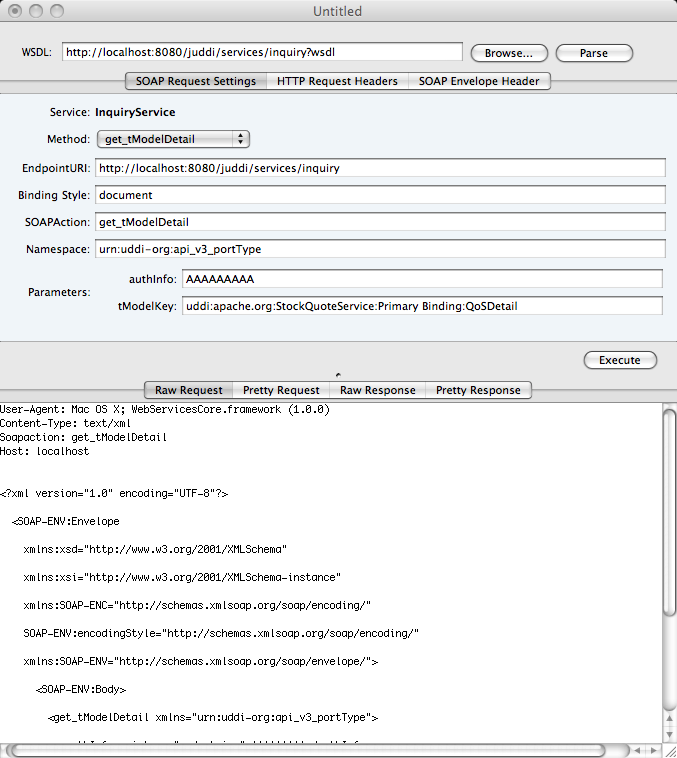 Untitled
WSDL: http://localhost:8080/juddi/services/inquiry?wsdl Browse... Parse
SOAP Request Settings HTTP Request Headers SOAP Envelope Header
Service: InquiryService
Method: get_tModelDetail
EndpointURI: http://localhost:8080/juddi/services/inquiry
Binding Style: document
SOAPAction: get_tModelDetail
Namespace: urn:uddi-org:api_v3_portType
Parameters:
authInfo: AAAAAAAAA
tModelKey: uddi:apache.org:StockQuoteService:Primary Binding:QoSDetail
Execute
Raw Request Pretty Request Raw Response Pretty Response
User-Agent: Mac OS X; WebServicesCore.framework (1.0.0)
Content-Type: text/xml
Soapaction: get_tModelDetail
Host: localhost
<?xml version="1.0" encoding="UTF-8"?>
<SOAP-ENV:Envelope
xmlns:xsd="http://www.w3.org/2001/XMLSchema"
xmlns:xsi="http://www.w3.org/2001/XMLSchema-instance"
xmlns:SOAP-ENC="http://schemas.xmlsoap.org/soap/encoding/"
SOAP-ENV:encodingStyle="http://schemas.xmlsoap.org/soap/encoding/"
xmlns:SOAP-ENV="http://schemas.xmlsoap.org/soap/envelope/">
<SOAP-ENV:Body>
<get_tModelDetail xmlns="urn:uddi-org:api_v3_portType">